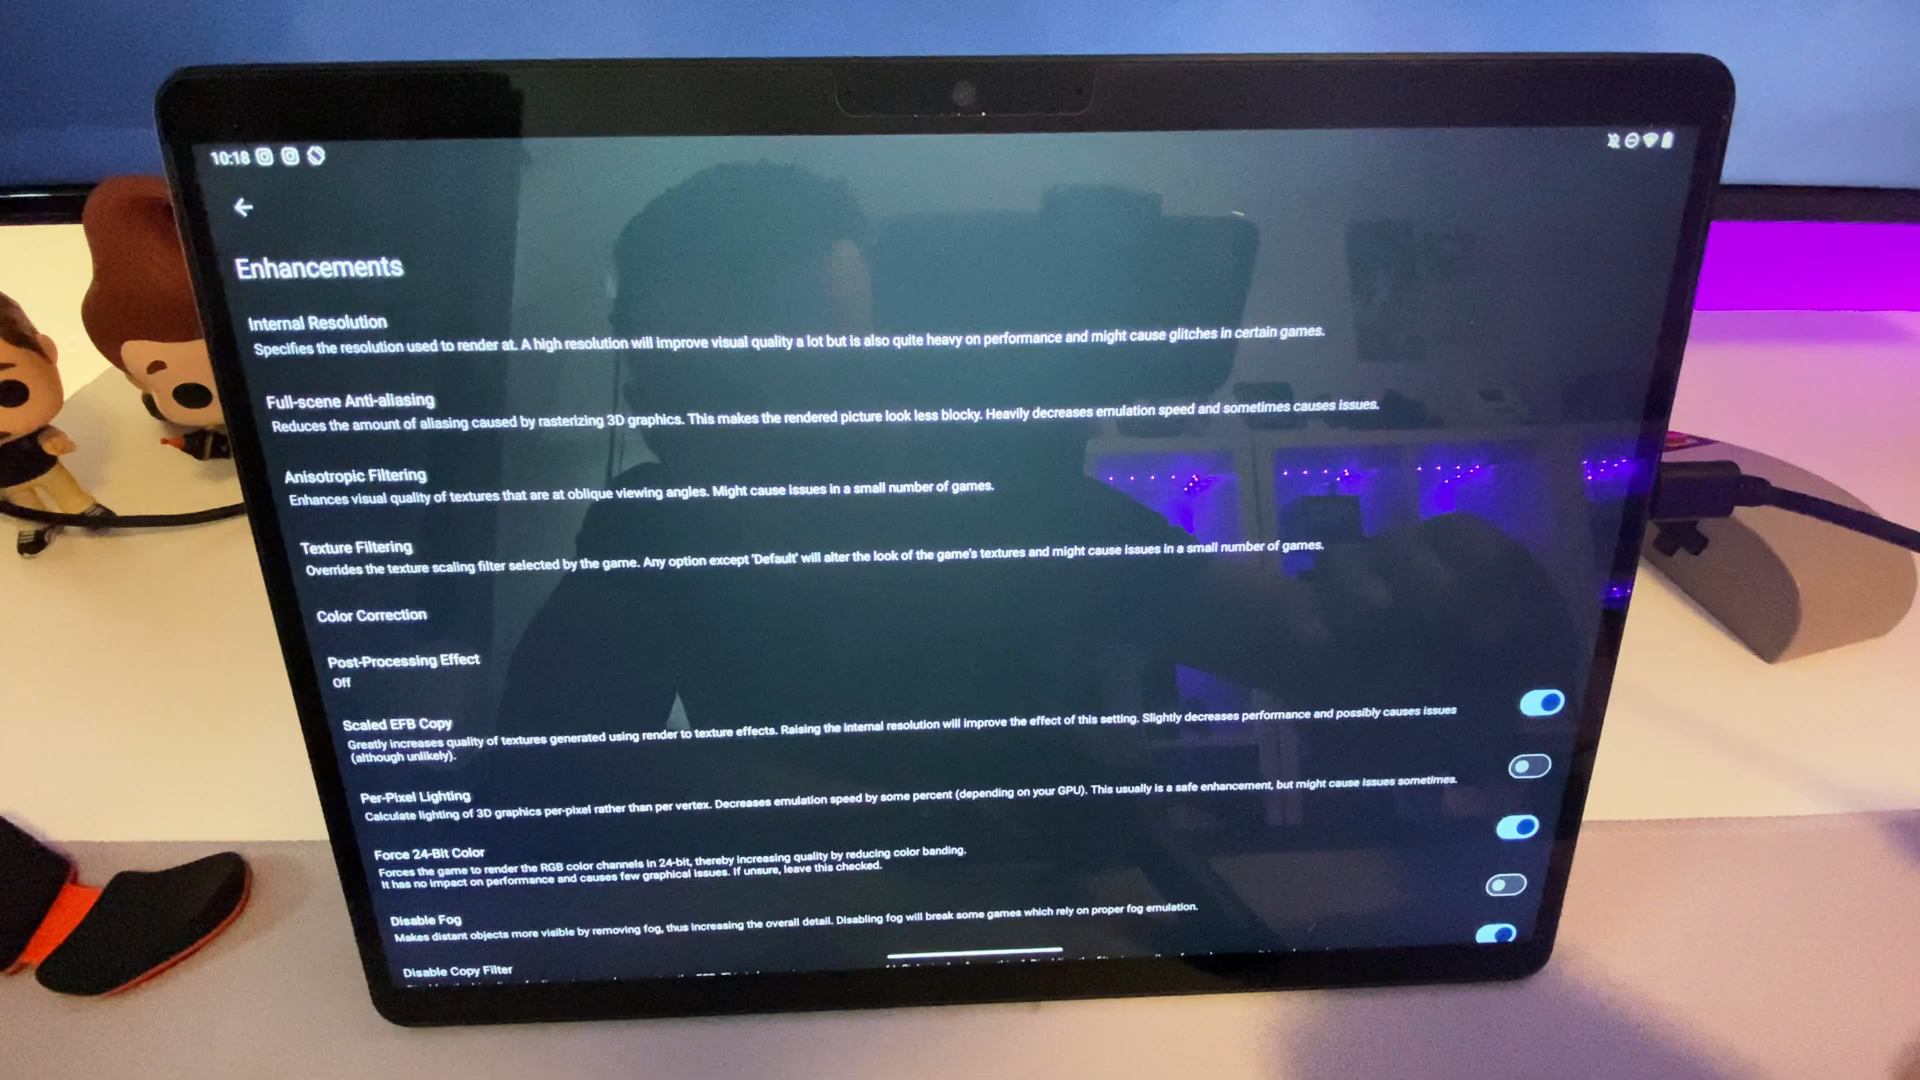 10:18
Enhancements
Internal Resolution
Specifies the resolution used to render at. A high resolution will improve visual quality a lot but is also quite heavy on performance and might cause glitches in certain games.
Full-scene Anti-aliasing
Reduces the amount of aliasing caused by rasterizing 3D graphics. This makes the rendered picture look less blocky. Heavily decreases emulation speed and sometimes causes issues.
Anisotropic Filtering
Enhances visual quality of textures that are at oblique viewing angles. Might cause issues in a small number of games.
Texture Filtering
Overrides the texture scaling filter selected by the game. Any option except 'Default' will alter the look of the game's textures and might cause issues in a small number of games.
Color Correction
Post-Processing Effect
Off
Scaled EFB Copy
Greatly increases quality of textures generated using render to texture effects. Raising the internal resolution will improve the effect of this setting. Slightly decreases performance and possibly causes issues
(although unlikely).
Per-Pixel Lighting
Calculate lighting of 3D graphics per-pixel rather than per vertex. Decreases emulation speed by some percent (depending on your GPU). This usually is a safe enhancement, but might cause issues sometimes.
Force 24-Bit Color
Forces the game to render the RGB color channels in 24-bit, thereby increasing quality by reducing color banding.
It has no impact on performance and causes few graphical issues. If unsure, leave this checked.
Disable Fog
Makes distant objects more visible by removing fog, thus increasing the overall detail. Disabling fog will break some games which rely on proper fog emulation.
Disable Copy Filter